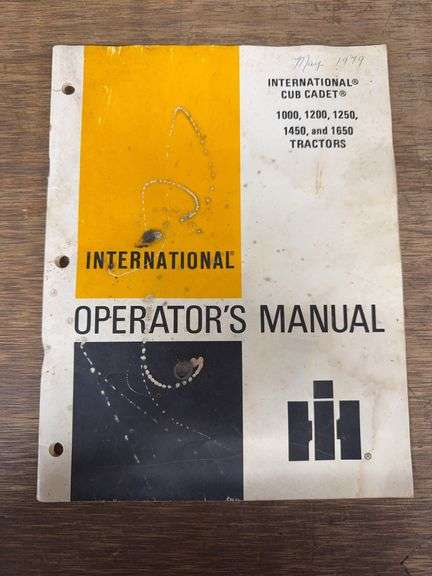 May 1979
INTERNATIONAL®
CUB CADET®
1000, 1200, 1250,
1450, and 1650
TRACTORS
INTERNATIONAL®
OPERATOR'S MANUAL
IH®